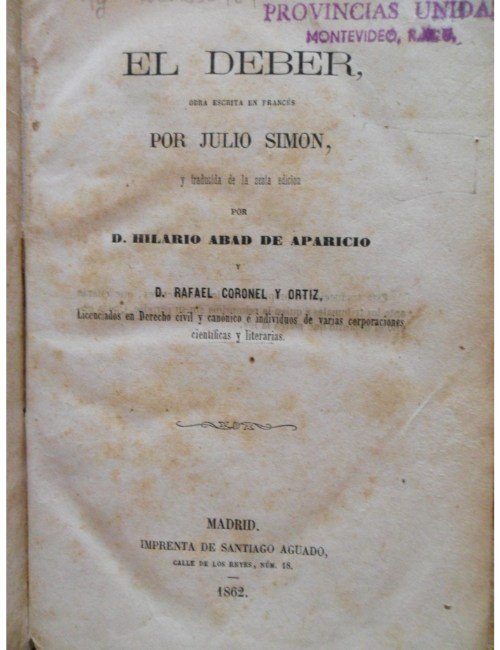 PROVINCIAS UNIDA
MONTEVIDEO,
EL DEBER,
OBRA ESCRITA EN FRANCÉS
POR JULIO SIMON,
y traducida de la sesta edicion
POR
D. HILARIO ABAD DE APARICIO
Y
D. RAFAEL CORONEL Y ORTIZ,
Licenciados en Derecho civil y canónico é individuos de varias corporaciones
científicas y literarias.
MADRID.
IMPRENTA DE SANTIAGO AGUADO,
CALLE DE LOS REYES, NÚM. 18.
1862.